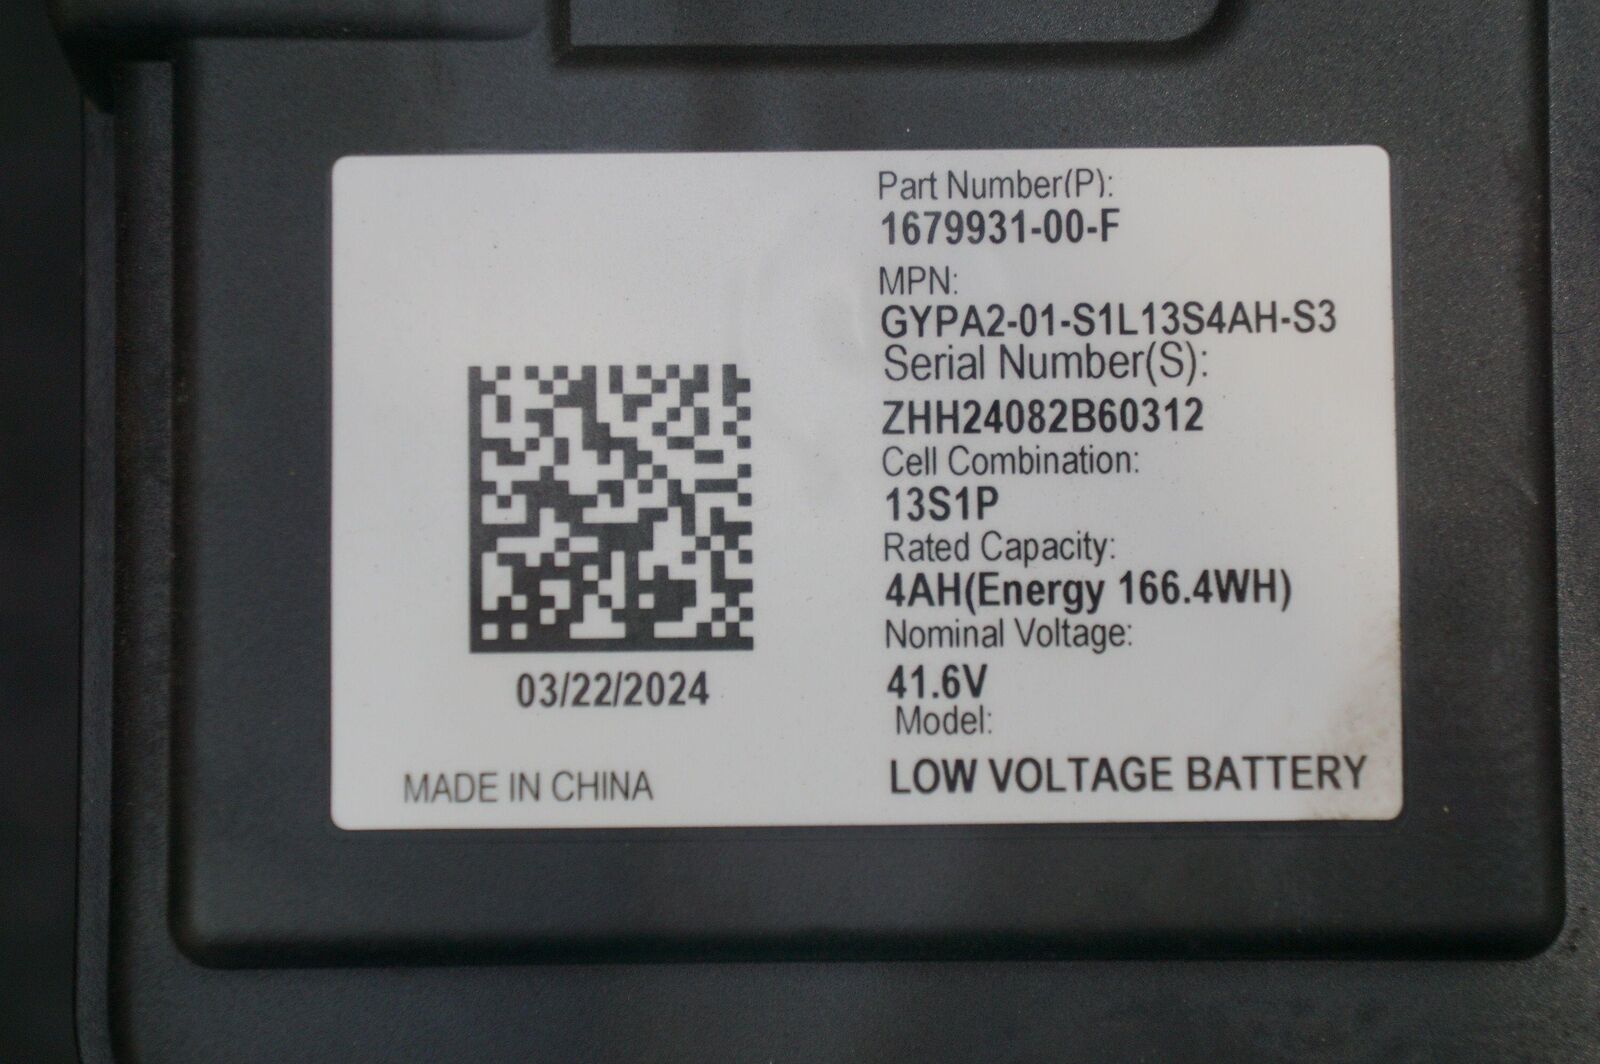 Part Number(P):
1679931-00-F
MPN:
GYPA2-01-S1L13S4AH-S3
Serial Number(S):
ZHH24082B60312
Cell Combination:
13S1P
Rated Capacity:
4AH(Energy 166.4WH)
Nominal Voltage:
41.6V
Model:
LOW VOLTAGE BATTERY
03/22/2024
MADE IN CHINA